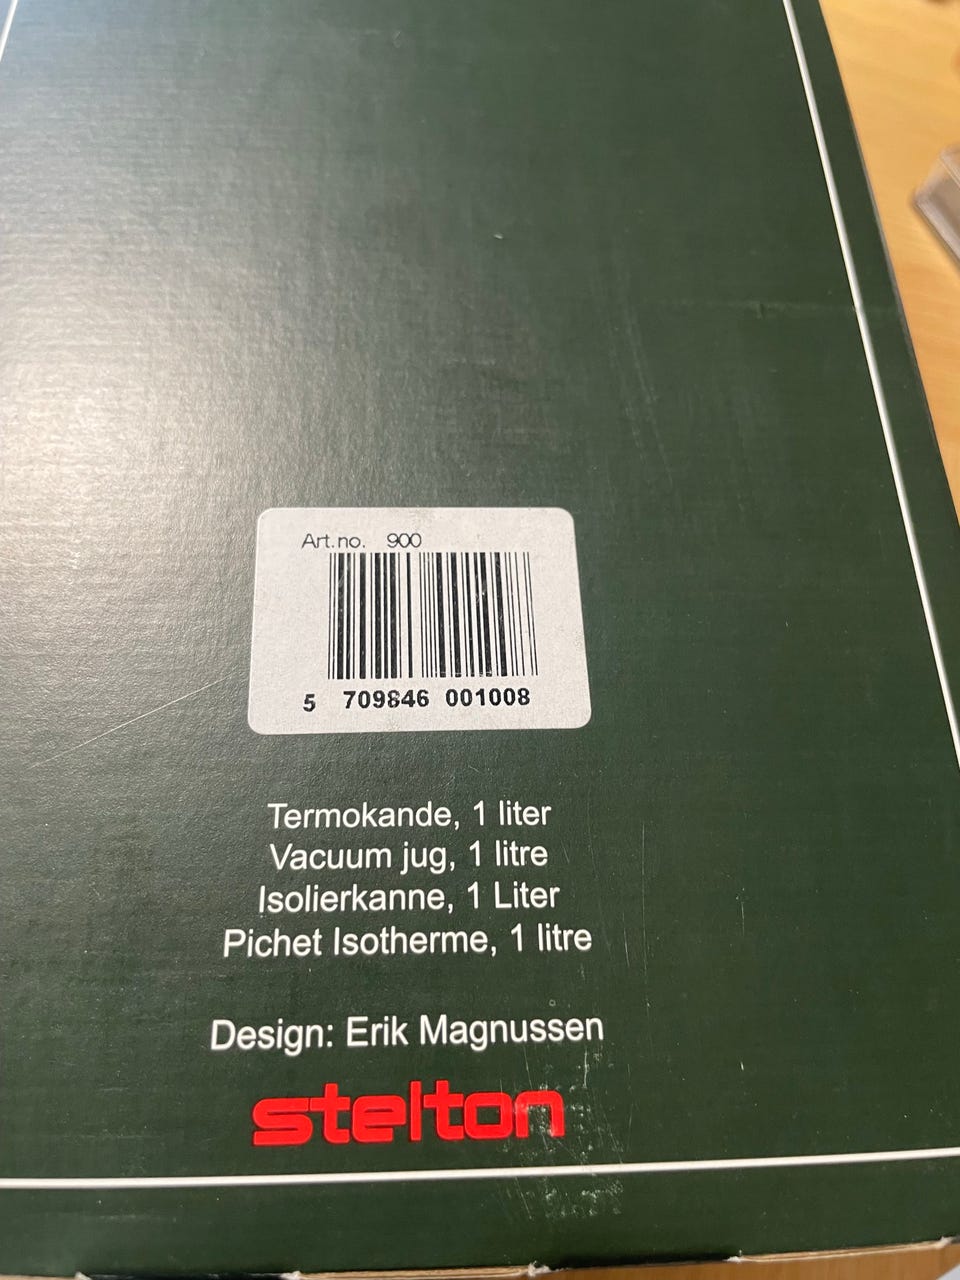 Art.no. 900
5 709846 001008
Termokande, 1 liter
Vacuum jug, 1 litre
Isolierkanne, 1 Liter
Pichet Isotherme, 1 litre
Design: Erik Magnussen
stelton